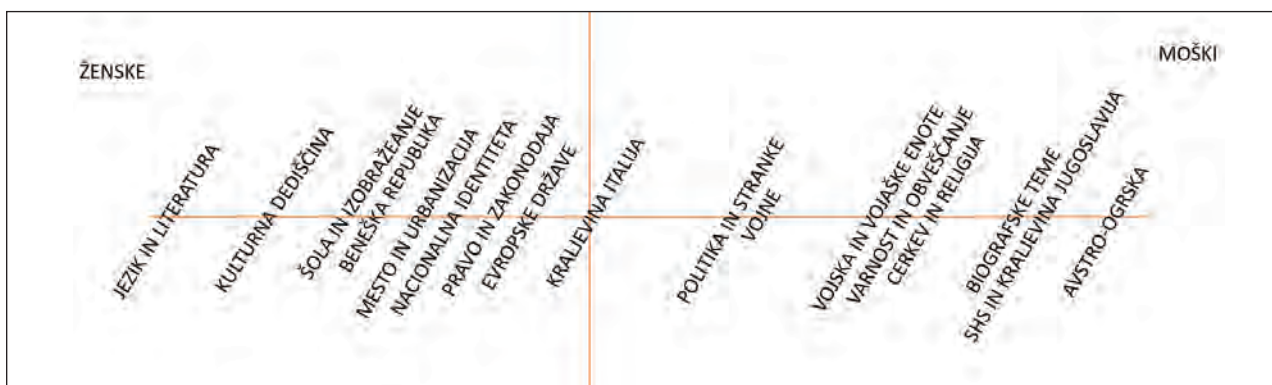 ŽENSKE
MOŠKI
JEZIK IN LITERATURA
KULTURNA DEDIŠČINA
ŠOLA IN IZOBRAŽEANJE
BENEŠKA REPUBLIKA
MESTO IN URBANIZACIJA
NACIONALNA IDENTITETA
PRAVO IN ZAKONODAJA
EVROPSKE DRŽAVE
KRALJEVINA ITALIJA
POLITIKA IN STRANKE
VOJNE
VOJSKA IN VOJAŠKE ENOTE
VARNOST IN OBVEŠČANJE
CERKEV IN RELIGIJA
BIOGRAFSKE TEME
SHS IN KRALJEVINA JUGOSLAVIJA
AVSTRO-OGRSKA